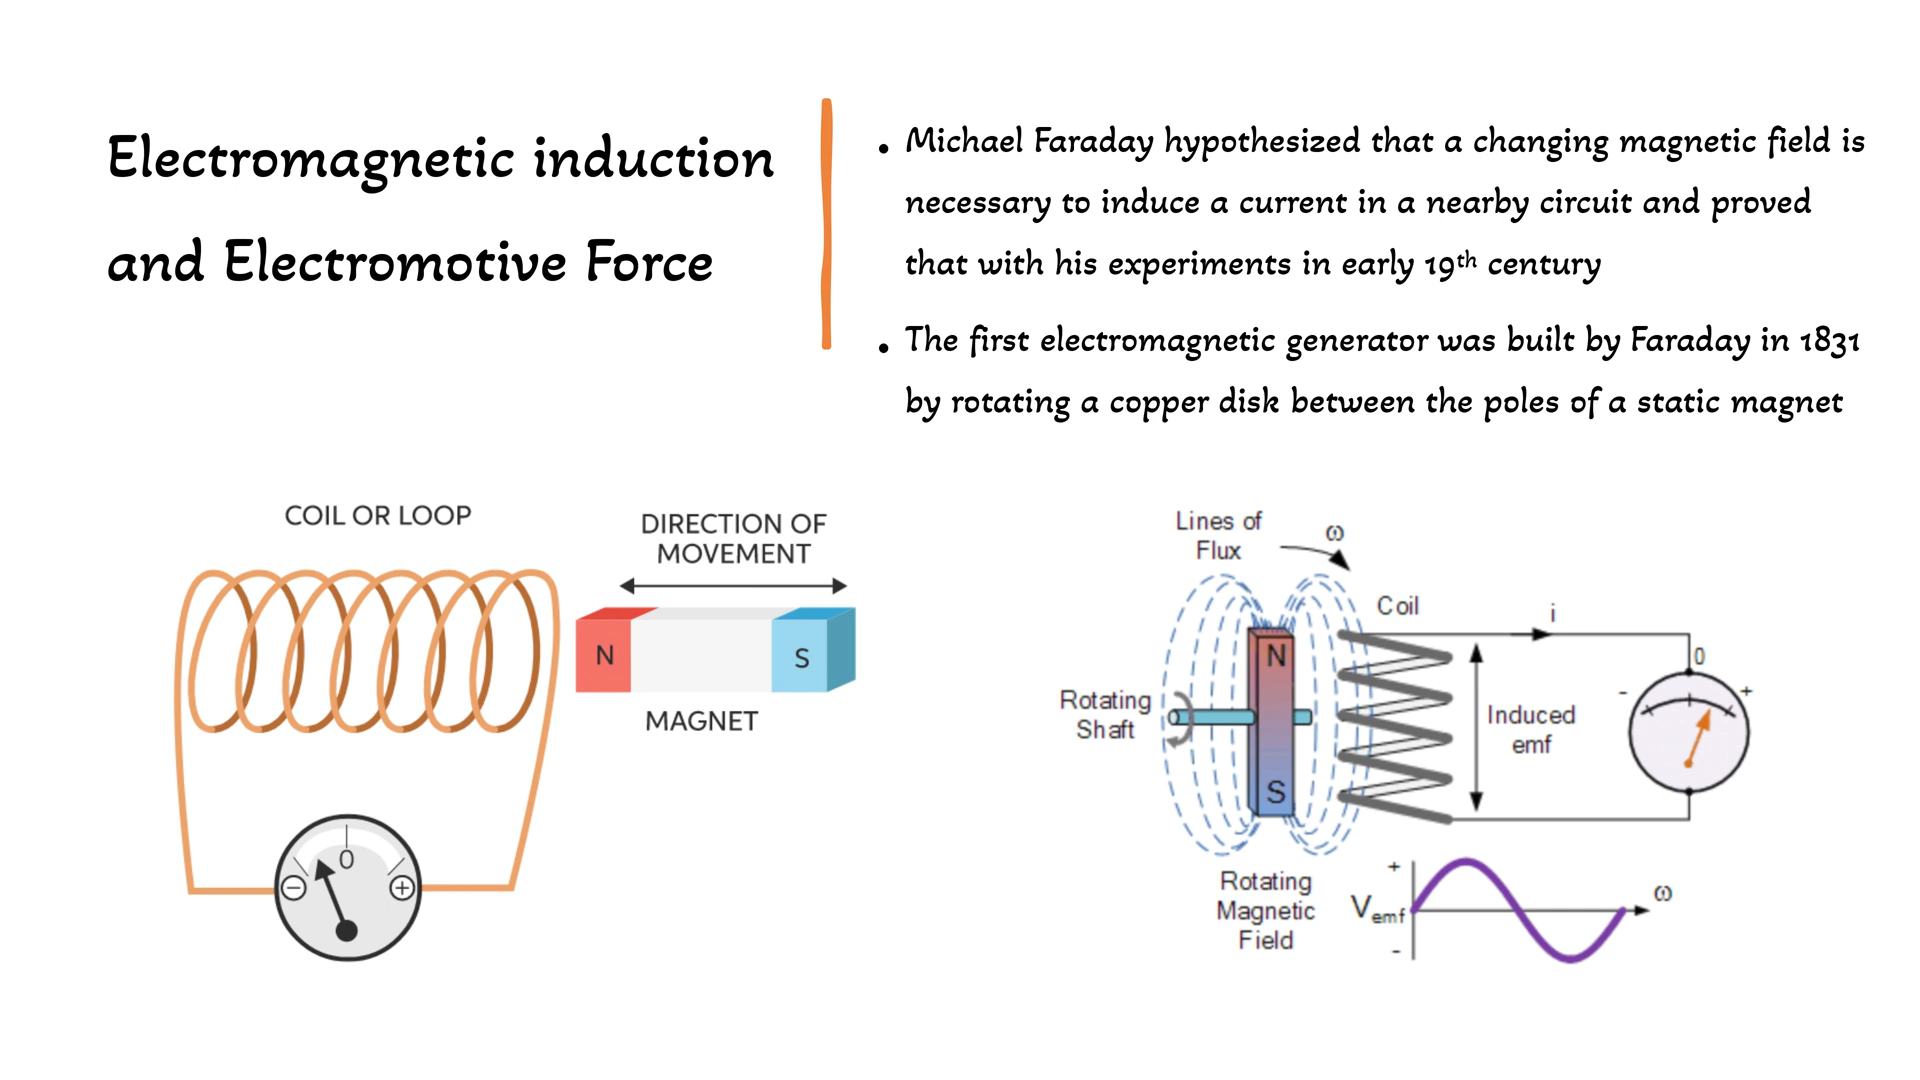 Electromagnetic induction
and Electromotive Force
• Michael Faraday hypothesized that a changing magnetic field is
necessary to induce a current in a nearby circuit and proved
that with his experiments in early 19th century
• The first electromagnetic generator was built by Faraday in 1831
by rotating a copper disk between the poles of a static magnet
COIL OR LOOP
DIRECTION OF
MOVEMENT
N
S
MAGNET
0
−
+
Lines of
Flux
ω
Coil
i
N
0
-
+
Rotating
Shaft
Induced
emf
S
Rotating
Magnetic
Field
+
Vemf
-
ω